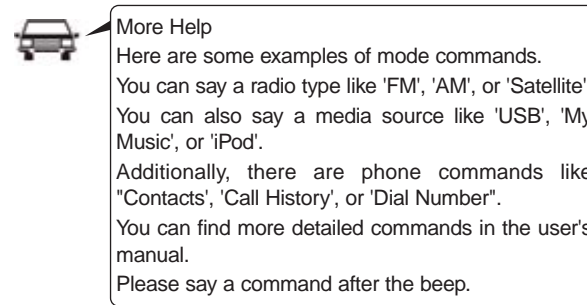 More Help
Here are some examples of mode commands.
You can say a radio type like 'FM', 'AM', or 'Satellite'
You can also say a media source like 'USB', 'My
Music', or 'iPod'.
Additionally, there are phone commands like
"Contacts', 'Call History', or 'Dial Number".
You can find more detailed commands in the user's
manual.
Please say a command after the beep.